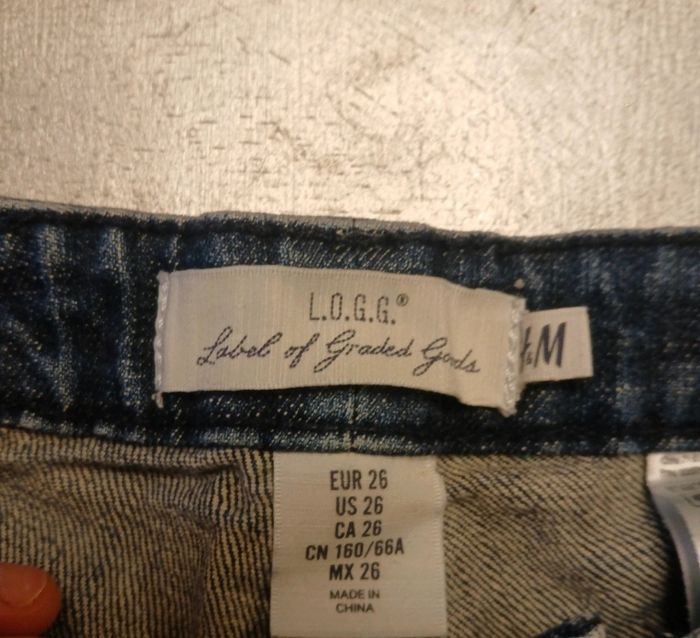 L.O.G.G.®
Label of Graded Goods
&M
EUR 26
US 26
CA 26
CN 160/66A
MX 26
MADE IN
CHINA